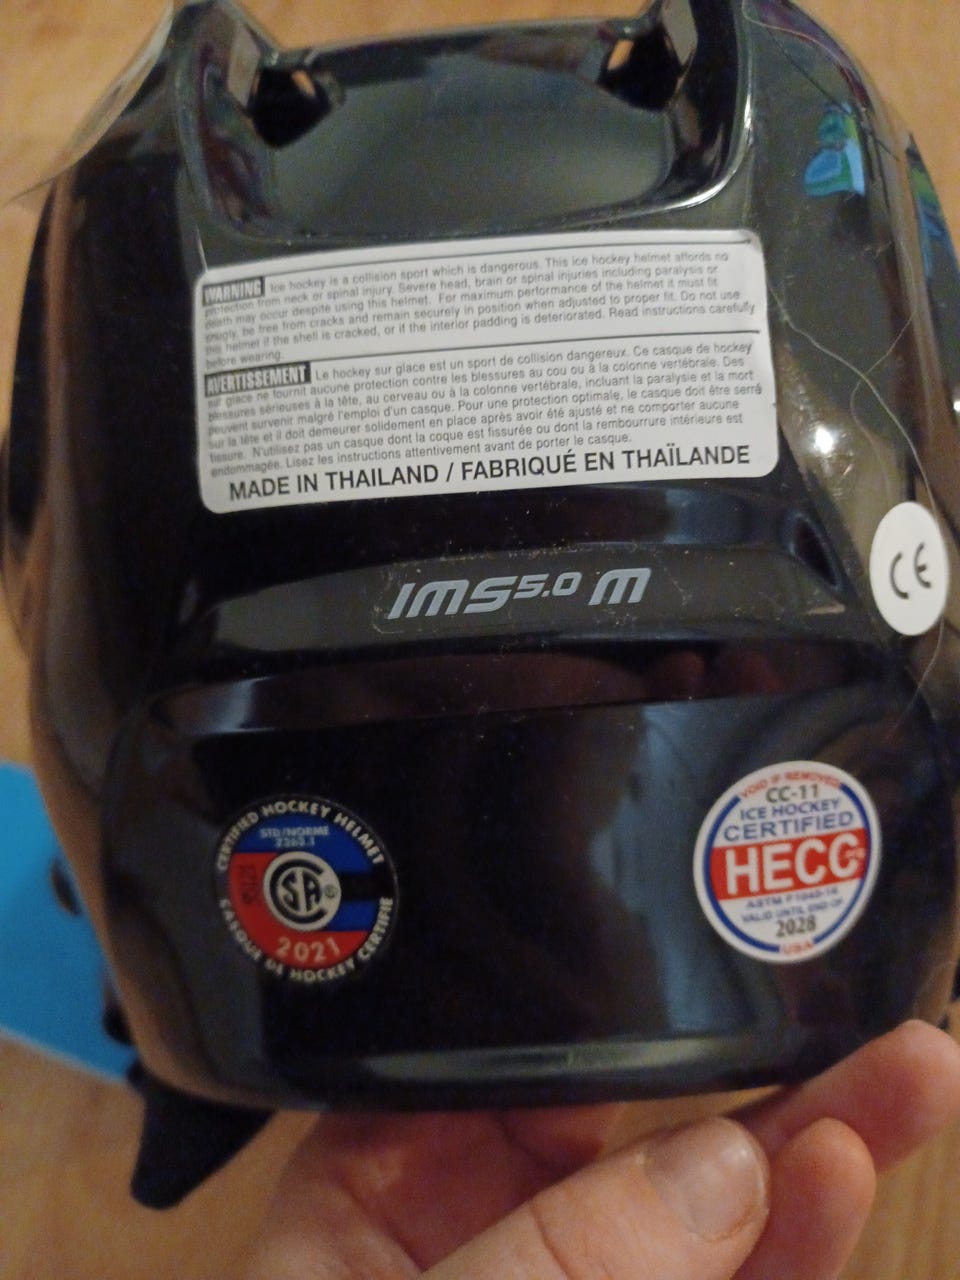 WARNING Ice hockey is a collision sport which is dangerous. This ice hockey helmet affords no
protection from neck or spinal injury. Severe head, brain or spinal injuries including paralysis or
death may occur despite using this helmet. For maximum performance of the helmet it must fit
snugly, be free from cracks and remain securely in position when adjusted to proper fit. Do not use
this helmet if the shell is cracked, or if the interior padding is deteriorated. Read instructions carefully
before wearing.
AVERTISSEMENT Le hockey sur glace est un sport de collision dangereux. Ce casque de hockey
sur glace ne fournit aucune protection contre les blessures au cou ou à la colonne vertébrale. Des
blessures sérieuses à la tête, au cerveau ou à la colonne vertébrale, incluant la paralysie et la mort
peuvent survenir malgré l'emploi d'un casque. Pour une protection optimale, le casque doit être serré
sur la tête et il doit demeurer solidement en place après avoir été ajusté et ne comporter aucune
fissure. N'utilisez pas un casque dont la coque est fissurée ou dont la rembourrure intérieure est
endommagée. Lisez les instructions attentivement avant de porter le casque.
MADE IN THAILAND / FABRIQUÉ EN THAÏLANDE
CE
IMS 5.0 M
CERTIFIED HOCKEY HELMET
STD/NORME
Z262.1
CSA ®
2021
CASQUE DE HOCKEY CERTIFIÉ
VOID IF REMOVED
CC-11
ICE HOCKEY
CERTIFIED
HECC
ASTM F1045-16
VALID UNTIL END OF
2028
USA